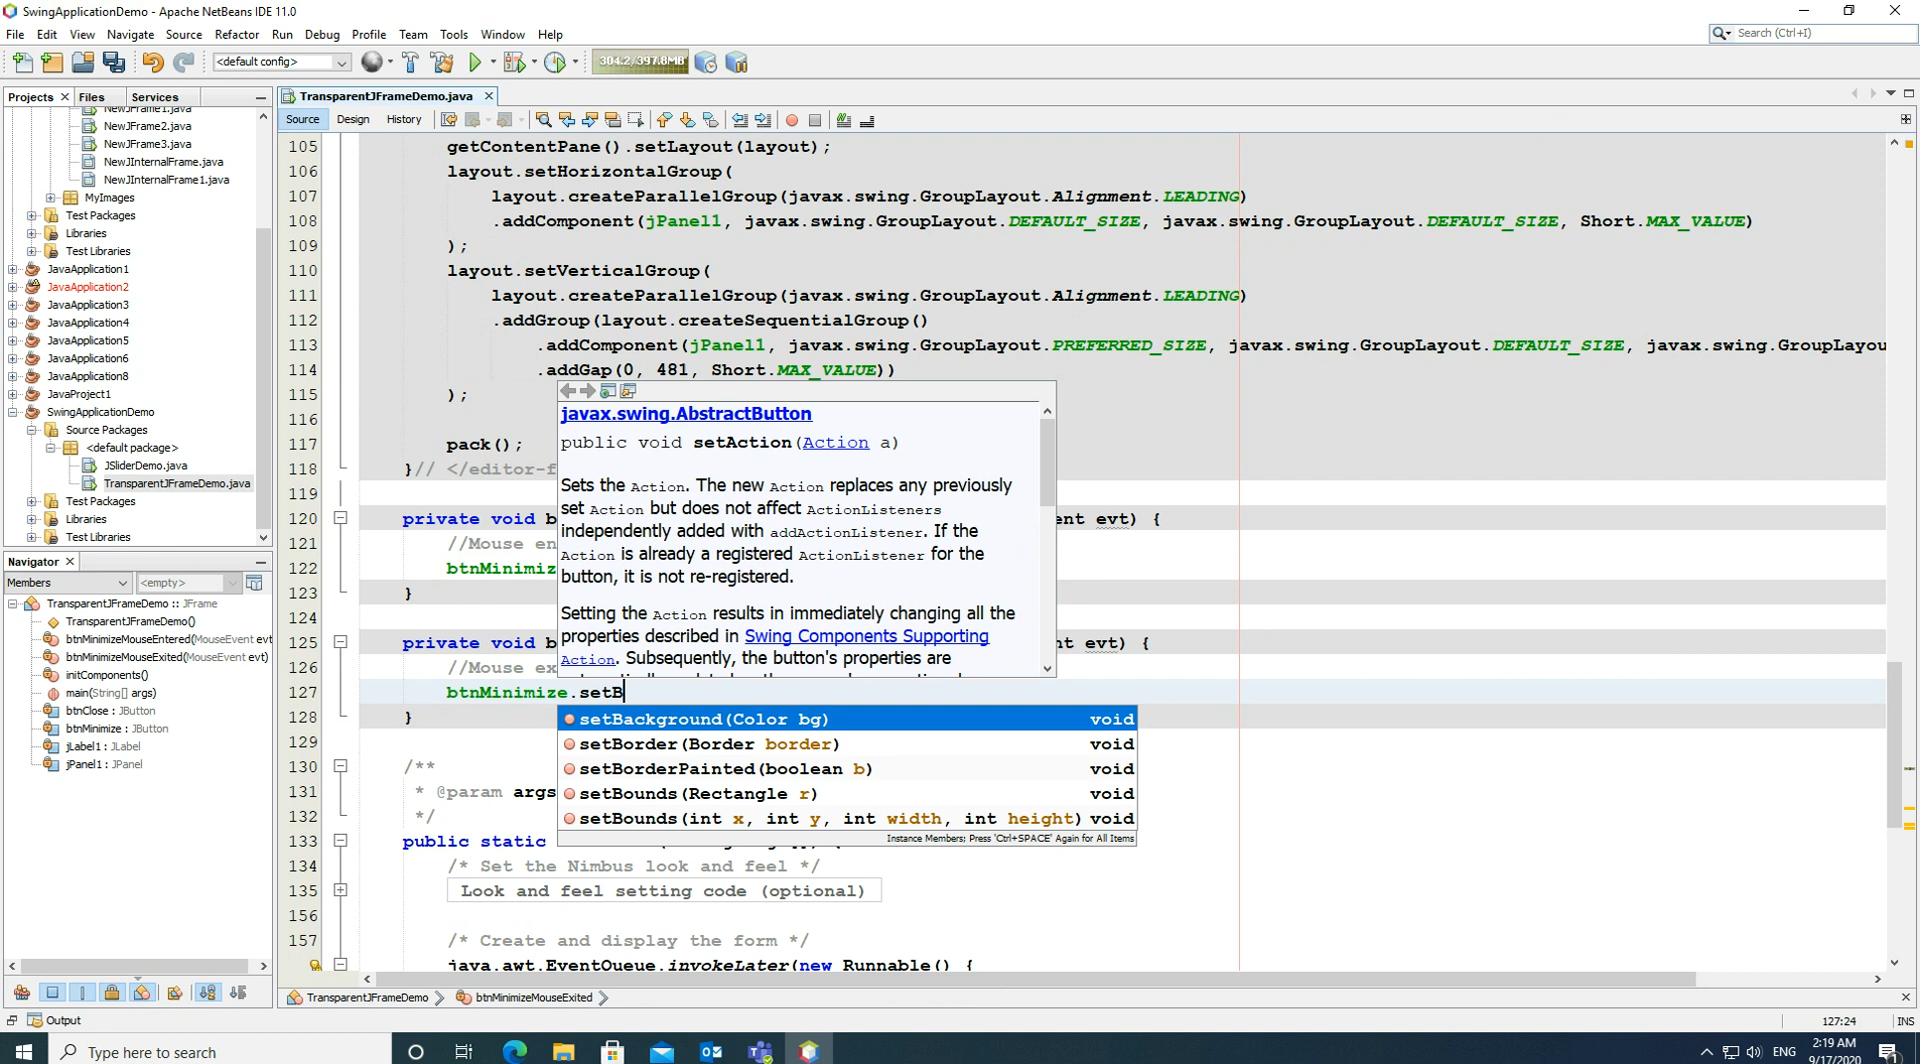 SwingApplicationDemo - Apache NetBeans IDE 11.0
File Edit View Navigate Source Refactor Run Debug Profile Team Tools Window Help
Search (Ctrl+I)
<default config>
304.2/397.8MB
Projects Files Services
TransparentJFrameDemo.java
Source Design History
NewJFrame1.java
NewJFrame2.java
NewJFrame3.java
NewJInternalFrame.java
NewJInternalFrame1.java
MyImages
Test Packages
Libraries
Test Libraries
JavaApplication1
JavaApplication2
JavaApplication3
JavaApplication4
JavaApplication5
JavaApplication6
JavaApplication8
JavaProject1
SwingApplicationDemo
Source Packages
<default package>
JSliderDemo.java
TransparentJFrameDemo.java
Test Packages
Libraries
Test Libraries
Navigator
Members <empty>
TransparentJFrameDemo :: JFrame
TransparentJFrameDemo()
btnMinimizeMouseEntered(MouseEvent evt
btnMinimizeMouseExited(MouseEvent evt)
initComponents()
main(String[] args)
btnClose : JButton
btnMinimize : JButton
jLabel1 : JLabel
jPanel1 : JPanel
105 getContentPane().setLayout(layout);
106 layout.setHorizontalGroup(
107 layout.createParallelGroup(javax.swing.GroupLayout.Alignment.LEADING)
108 .addComponent(jPanel1, javax.swing.GroupLayout.DEFAULT_SIZE, javax.swing.GroupLayout.DEFAULT_SIZE, Short.MAX_VALUE)
109 );
110 layout.setVerticalGroup(
111 layout.createParallelGroup(javax.swing.GroupLayout.Alignment.LEADING)
112 .addGroup(layout.createSequentialGroup()
113 .addComponent(jPanel1, javax.swing.GroupLayout.PREFERRED_SIZE, javax.swing.GroupLayout.DEFAULT_SIZE, javax.swing.GroupLayou
114 .addGap(0, 481, Short.MAX_VALUE))
115 );
116
117 pack();
118 }// </editor-f
119
120 private void b ent evt) {
121 //Mouse en
122 btnMinimiz
123 }
124
125 private void b nt evt) {
126 //Mouse ex
127 btnMinimize.setB
128 }
129
130 /**
131 * @param args
132 */
133 public static
134 /* Set the Nimbus look and feel */
135 Look and feel setting code (optional)
156
157 /* Create and display the form */
java.awt.EventQueue.invokeLater(new Runnable() {
javax.swing.AbstractButton
public void setAction(Action a)
Sets the Action. The new Action replaces any previously
set Action but does not affect ActionListeners
independently added with addActionListener. If the
Action is already a registered ActionListener for the
button, it is not re-registered.
Setting the Action results in immediately changing all the
properties described in Swing Components Supporting
Action. Subsequently, the button's properties are
setBackground(Color bg) void
setBorder(Border border) void
setBorderPainted(boolean b) void
setBounds(Rectangle r) void
setBounds(int x, int y, int width, int height) void
Instance Members; Press 'Ctrl+SPACE' Again for All Items
TransparentJFrameDemo btnMinimizeMouseExited
Output
127:24 INS
Type here to search
ENG
2:19 AM
9/17/2020
1